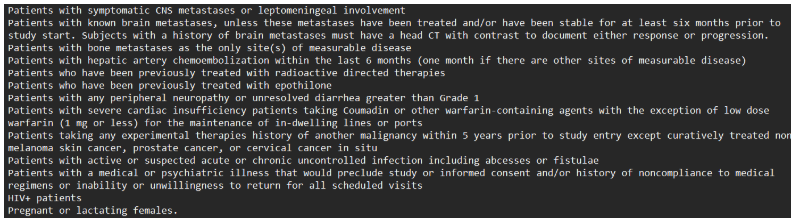 Patients with symptomatic CNS metastases or leptomeningeal involvement
Patients with known brain metastases, unless these metastases have been treated and/or have been stable for at least six months prior to
study start. Subjects with a history of brain metastases must have a head CT with contrast to document either response or progression.
Patients with bone metastases as the only site(s) of measurable disease
Patients with hepatic artery chemoembolization within the last 6 months (one month if there are other sites of measurable disease)
Patients who have been previously treated with radioactive directed therapies
Patients who have been previously treated with epothilone
Patients with any peripheral neuropathy or unresolved diarrhea greater than Grade 1
Patients with severe cardiac insufficiency patients taking Coumadin or other warfarin-containing agents with the exception of low dose
warfarin (1 mg or less) for the maintenance of in-dwelling lines or ports
Patients taking any experimental therapies history of another malignancy within 5 years prior to study entry except curatively treated non
melanoma skin cancer, prostate cancer, or cervical cancer in situ
Patients with active or suspected acute or chronic uncontrolled infection including abcesses or fistulae
Patients with a medical or psychiatric illness that would preclude study or informed consent and/or history of noncompliance to medical
regimens or inability or unwillingness to return for all scheduled visits
HIV+ patients
Pregnant or lactating females.